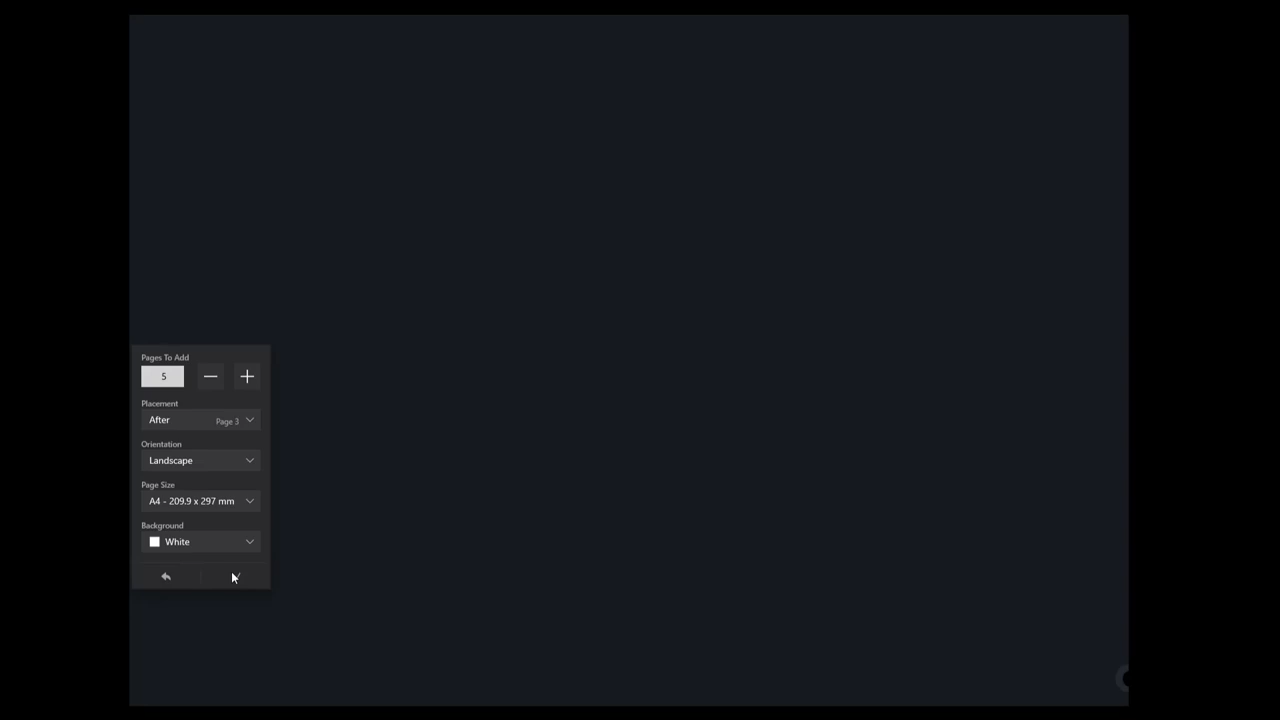 Pages To Add
5
Placement
After Page 3
Orientation
Landscape
Page Size
A4 - 209.9 x 297 mm
Background
White